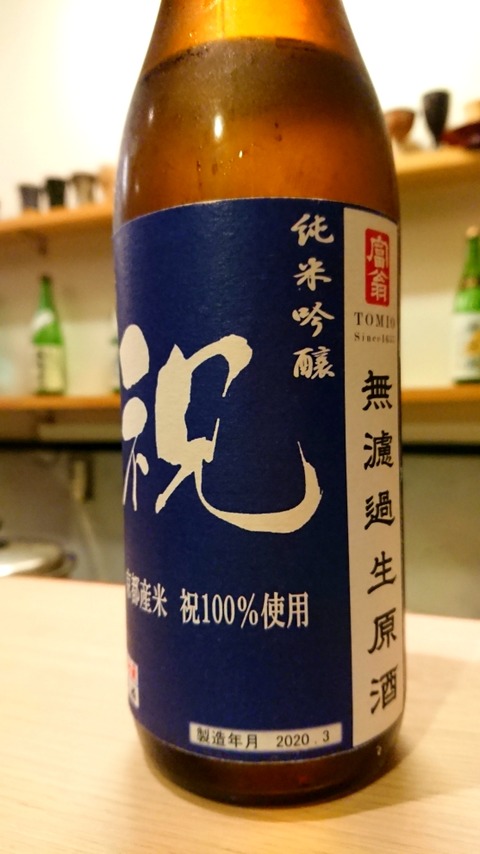 純米吟醸
祝
京都産米 祝100%使用
製造年月 2020.3
富翁
TOMIO
Since1657
無濾過生原酒